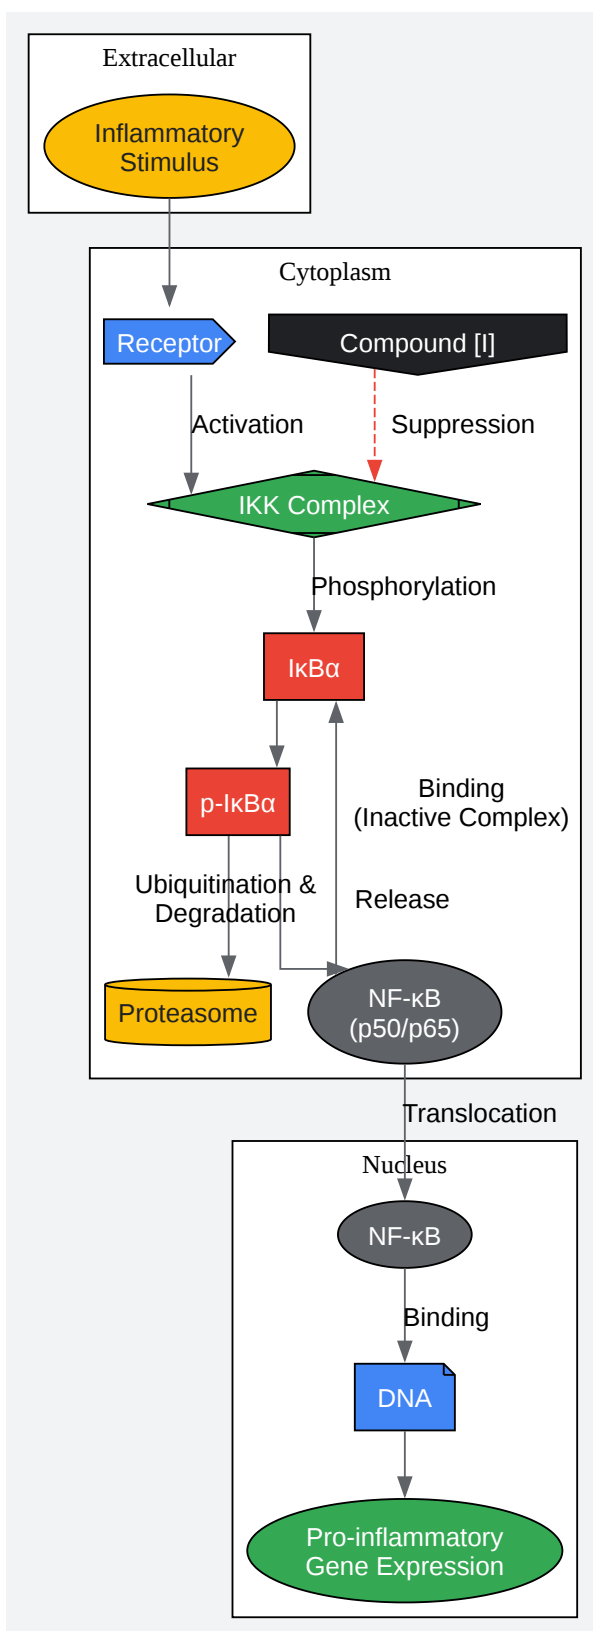 Extracellular
Inflammatory
Stimulus
Cytoplasm
Receptor
Compound [I]
Activation
Suppression
IKK Complex
Phosphorylation
IκBα
p-IκBα
Binding
(Inactive Complex)
Ubiquitination &
Degradation
Release
Proteasome
NF-κB
(p50/p65)
Translocation
Nucleus
NF-κB
Binding
DNA
Pro-inflammatory
Gene Expression